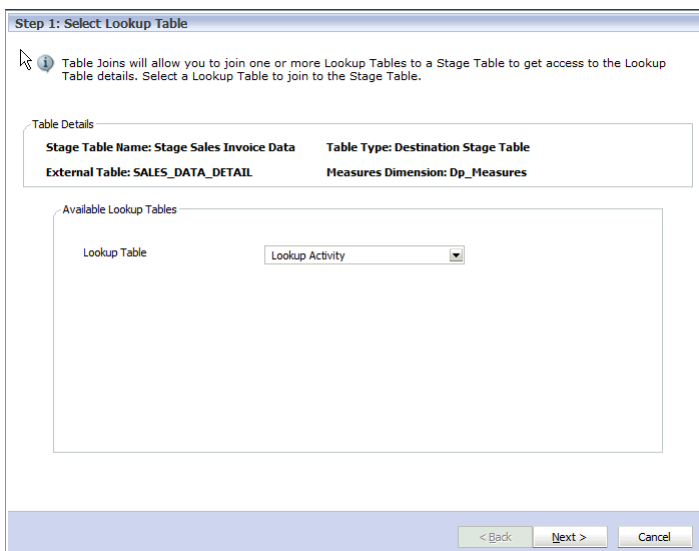 Step 1: Select Lookup Table
Table Joins will allow you to join one or more Lookup Tables to a Stage Table to get access to the Lookup
Table details. Select a Lookup Table to join to the Stage Table.
Table Details
Stage Table Name: Stage Sales Invoice Data Table Type: Destination Stage Table
External Table: SALES_DATA_DETAIL Measures Dimension: Dp_Measures
Available Lookup Tables
Lookup Table Lookup Activity
< Back Next > Cancel